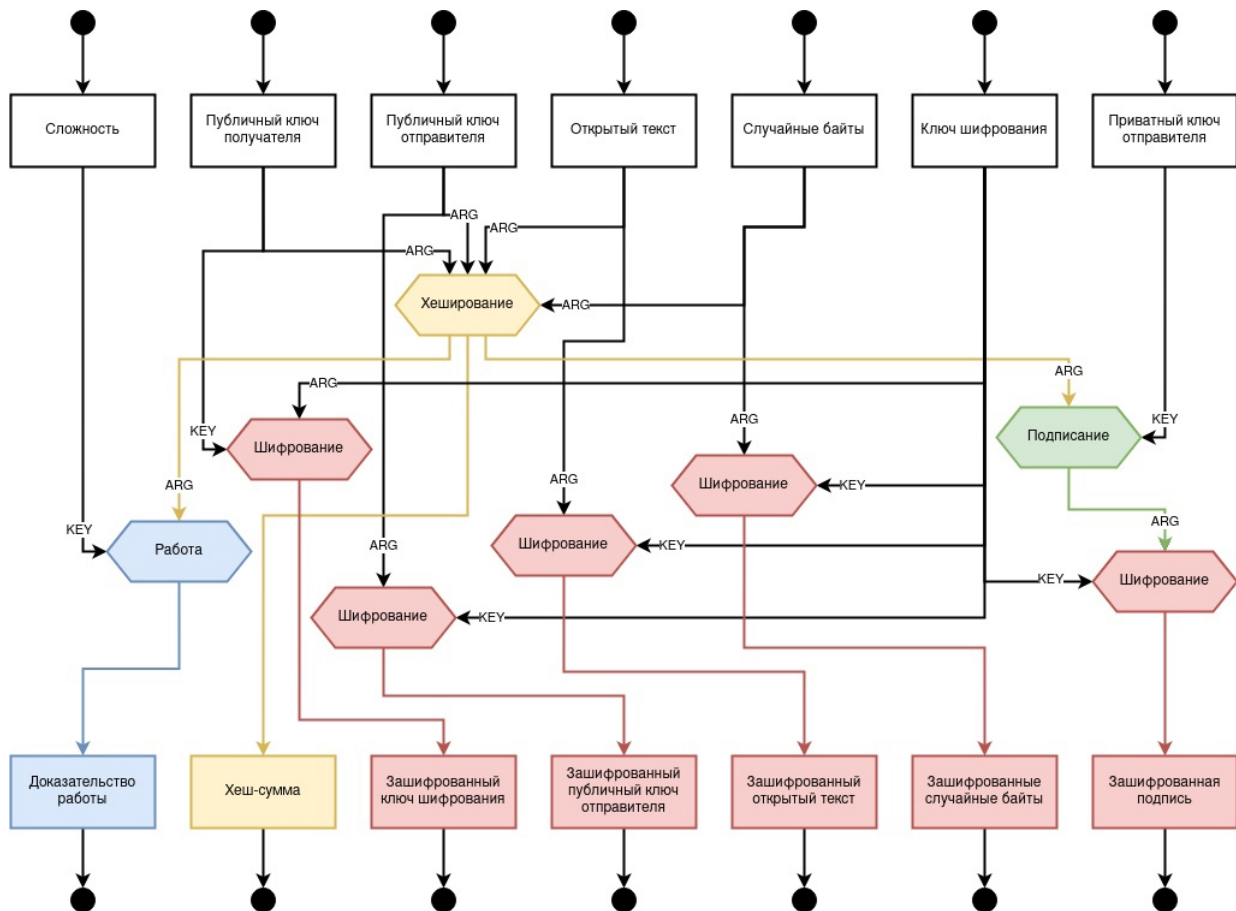 Сложность
Публичный ключ
получателя
Публичный ключ
отправителя
Открытый текст
Случайные байты
Ключ шифрования
Приватный ключ
отправителя
ARG
ARG
ARG
Хеширование
ARG
ARG
ARG
KEY
Шифрование
ARG
KEY
Подписание
ARG
ARG
Шифрование
KEY
KEY
Работа
ARG
Шифрование
KEY
ARG
Шифрование
KEY
Шифрование
KEY
Доказательство
работы
Хеш-сумма
Зашифрованный
ключ шифрования
Зашифрованный
публичный ключ
отправителя
Зашифрованный
открытый текст
Зашифрованные
случайные байты
Зашифрованная
подпись